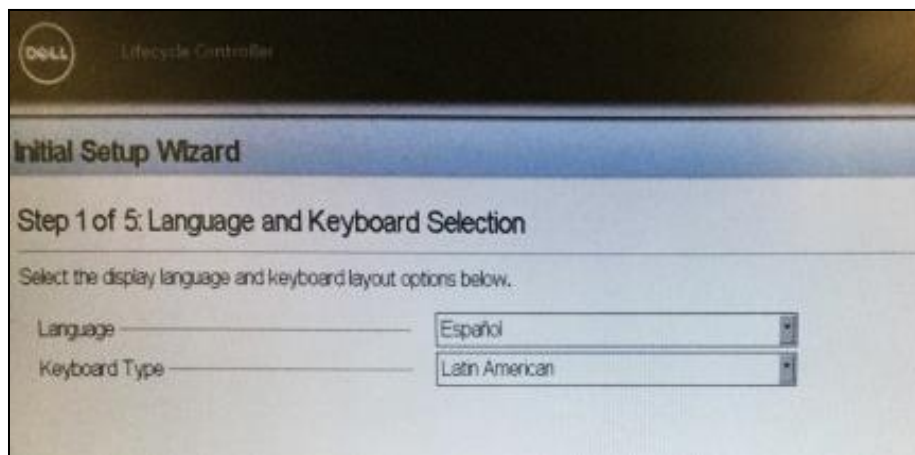 DELL
Lifecycle Controller
Initial Setup Wizard
Step 1 of 5: Language and Keyboard Selection
Select the display language and keyboard layout options below.
Language Español
Keyboard Type Latin American